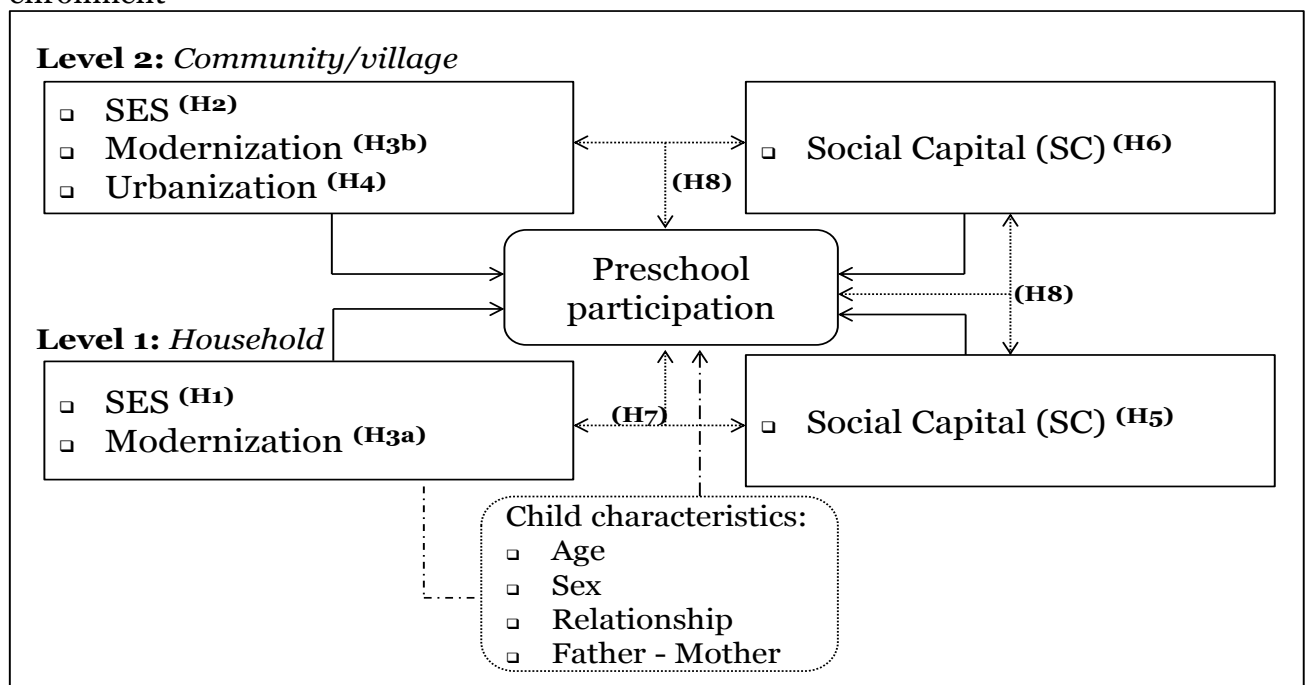 enrolment
Level 2: Community/village
SES (H2)
Modernization (H3b)
Urbanization (H4)
Social Capital (SC) (H6)
(H8)
Preschool
participation
(H8)
Level 1: Household
SES (H1)
Modernization (H3a)
(H7)
Social Capital (SC) (H5)
Child characteristics:
Age
Sex
Relationship
Father - Mother